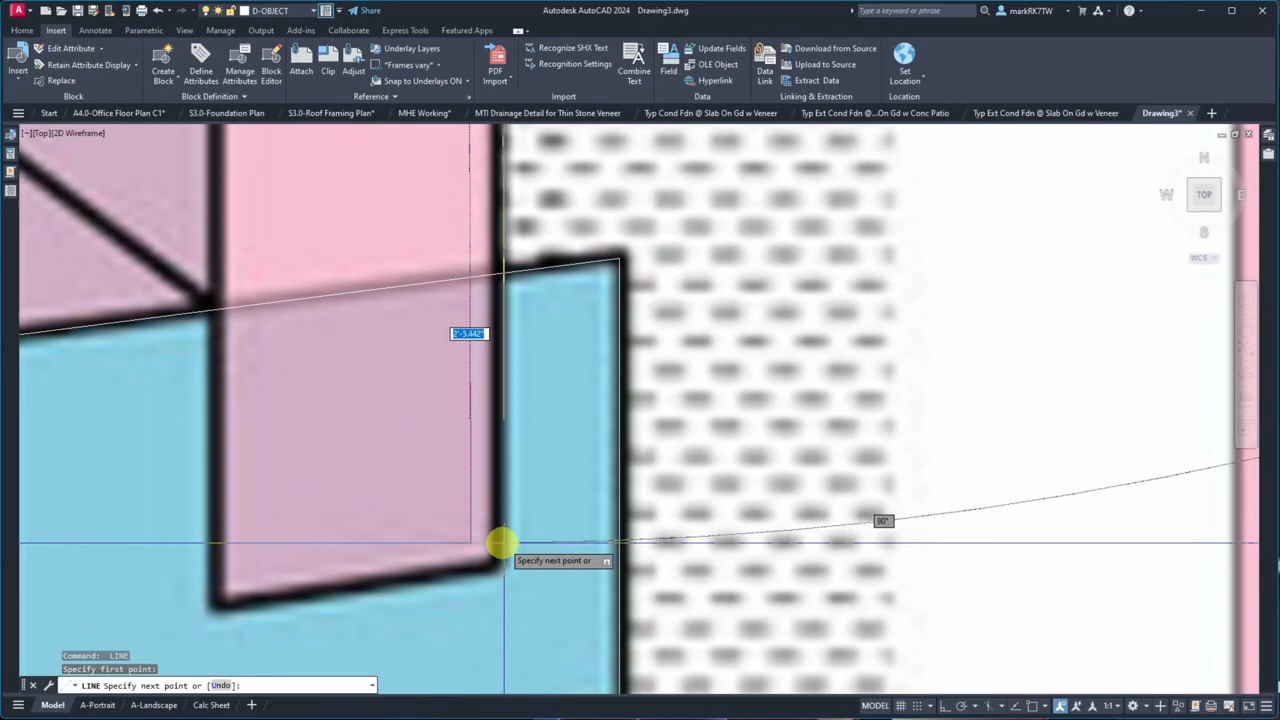 A CAD
D-OBJECT
Share
Autodesk AutoCAD 2024 Drawing3.dwg
Type a keyword or phrase
markRK7TW
Home Insert Annotate Parametric View Manage Output Add-ins Collaborate Express Tools Featured Apps
Insert
Edit Attribute
Retain Attribute Display
Replace
Block
Create Block
Define Attributes
Manage Attributes
Block Editor
Block Definition
Attach
Clip
Adjust
Underlay Layers
*Frames vary*
Snap to Underlays ON
Reference
PDF Import
Recognize SHX Text
Recognition Settings
Combine Text
Import
Field
Update Fields
OLE Object
Hyperlink
Data
Data Link
Download from Source
Upload to Source
Extract Data
Linking & Extraction
Set Location
Location
Start
A4.0-Office Floor Plan C1*
S3.0-Foundation Plan
S3.0-Roof Framing Plan*
MHE Working*
MTI Drainage Detail for Thin Stone Veneer
Typ Cond Fdn @ Slab On Gd w Veneer
Typ Ext Cond Fdn @...On Gd w Conc Patio
Typ Ext Cond Fdn @ Slab On Gd w Veneer
Drawing3*
[–][Top][2D Wireframe]
N
W TOP E
S
WCS
2'-5.442"
90°
Specify next point or
Command: LINE
Specify first point:
LINE Specify next point or [Undo]:
Model A-Portrait A-Landscape Calc Sheet
MODEL
1:1